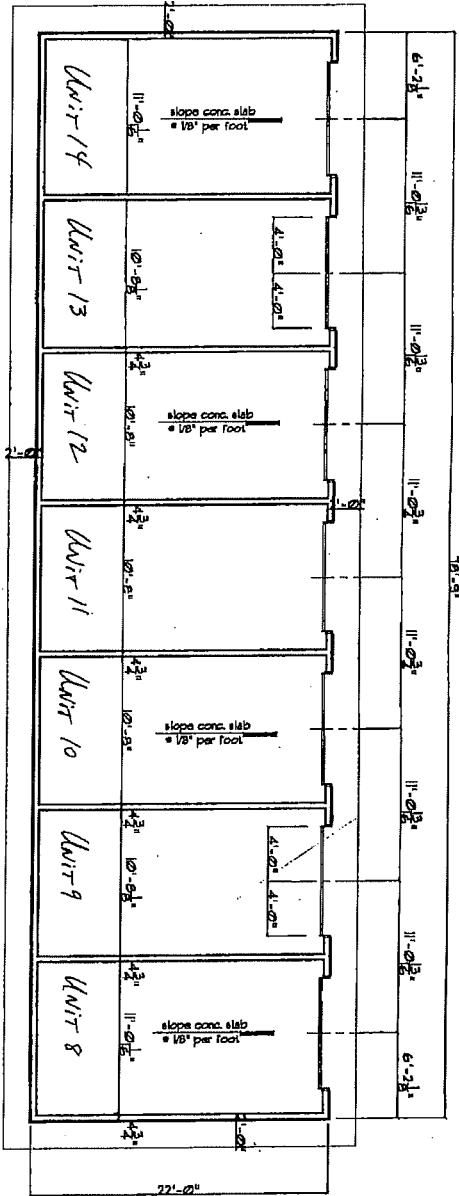 2'-0"
6'-2 1/8"
Unit 14
11'-0 1/16"
slope conc. slab
@ 1/8" per foot
11'-0 3/16"
Unit 13
10'-8 1/8"
4'-0"
4'-0"
11'-0 13/16"
4 3/4"
Unit 12
10'-8"
slope conc. slab
@ 1/8" per foot
2'-0"
4 3/4"
2'-0"
11'-0 3/4"
78'-9"
Unit 11
10'-8"
4 3/4"
11'-0 3/4"
Unit 10
10'-8"
slope conc. slab
@ 1/8" per foot
4 3/4"
11'-0 13/16"
Unit 9
10'-8 1/8"
4'-0"
4'-0"
4 3/4"
11'-0 3/16"
Unit 8
11'-0 1/16"
slope conc. slab
@ 1/8" per foot
6'-2 1/8"
4 3/4"
2'-0"
22'-0"